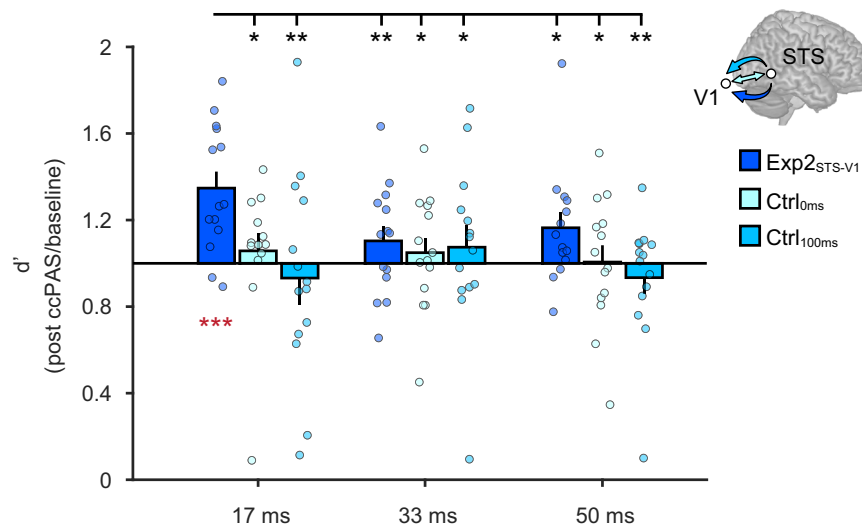 * ** ** * * * * **
2
1.6
1.2
0.8
0.4
0
d'
(post ccPAS/baseline)
***
17 ms 33 ms 50 ms
STS
V1
Exp2STS-V1
Ctrl0ms
Ctrl100ms